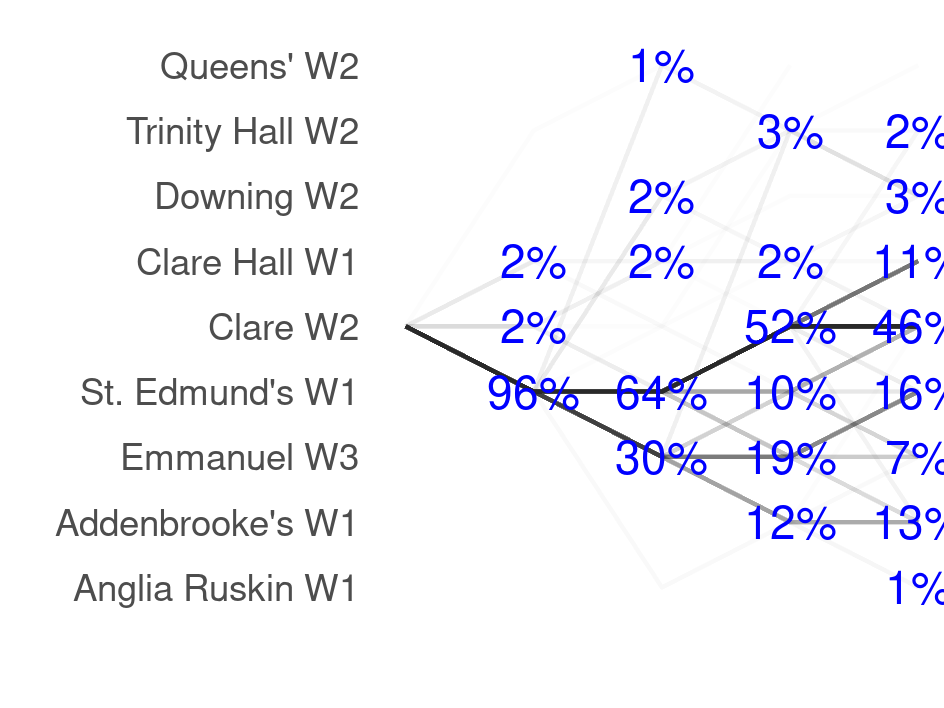 Queens' W2 1%
Trinity Hall W2 3% 2%
Downing W2 2% 3%
Clare Hall W1 2% 2% 2% 11%
Clare W2 2% 52% 46%
St. Edmund's W1 96% 64% 10% 16%
Emmanuel W3 30% 19% 7%
Addenbrooke's W1 12% 13%
Anglia Ruskin W1 1%